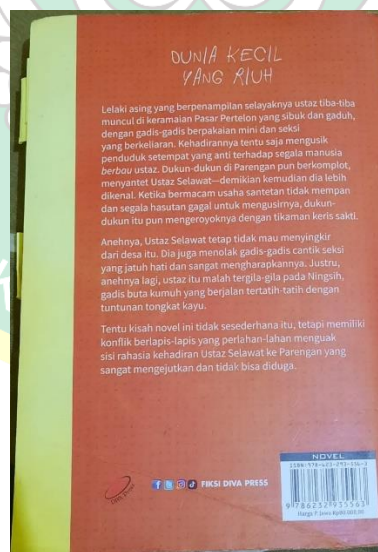 DUNIA KECIL
YANG RIUH
Lelaki asing yang berpenampilan selayaknya ustaz tiba-tiba
muncul di keramaian Pasar Pertelon yang sibuk dan gaduh,
dengan gadis-gadis berpakaian mini dan seksi
yang berkeliaran. Kehadirannya tentu saja mengusik
penduduk setempat yang anti terhadap segala manusia
berbau ustaz. Dukun-dukun di Parengan pun berkomplot,
menyantet Ustaz Selawat—demikian kemudian dia lebih
dikenal. Ketika bermacam usaha santetan tidak mempan
dan segala hasutan gagal untuk mengusirnya, dukun-
dukun itu pun mengeroyoknya dengan tikaman keris sakti.
Anehnya, Ustaz Selawat tetap tidak mau menyingkir
dari desa itu. Dia juga menolak gadis-gadis cantik seksi
yang jatuh hati dan sangat mengharapkannya. Justru,
anehnya lagi, ustaz itu malah tergila-gila pada Ningsih,
gadis buta kumuh yang berjalan tertatih-tatih dengan
tuntunan tongkat kayu.
Tentu kisah novel ini tidak sesederhana itu, tetapi memiliki
konflik berlapis-lapis yang perlahan-lahan menguak
sisi rahasia kehadiran Ustaz Selawat ke Parengan yang
sangat mengejutkan dan tidak bisa diduga.
FIKSI DIVA PRESS
NOVEL
9 786232 935563
Harga P. Jawa